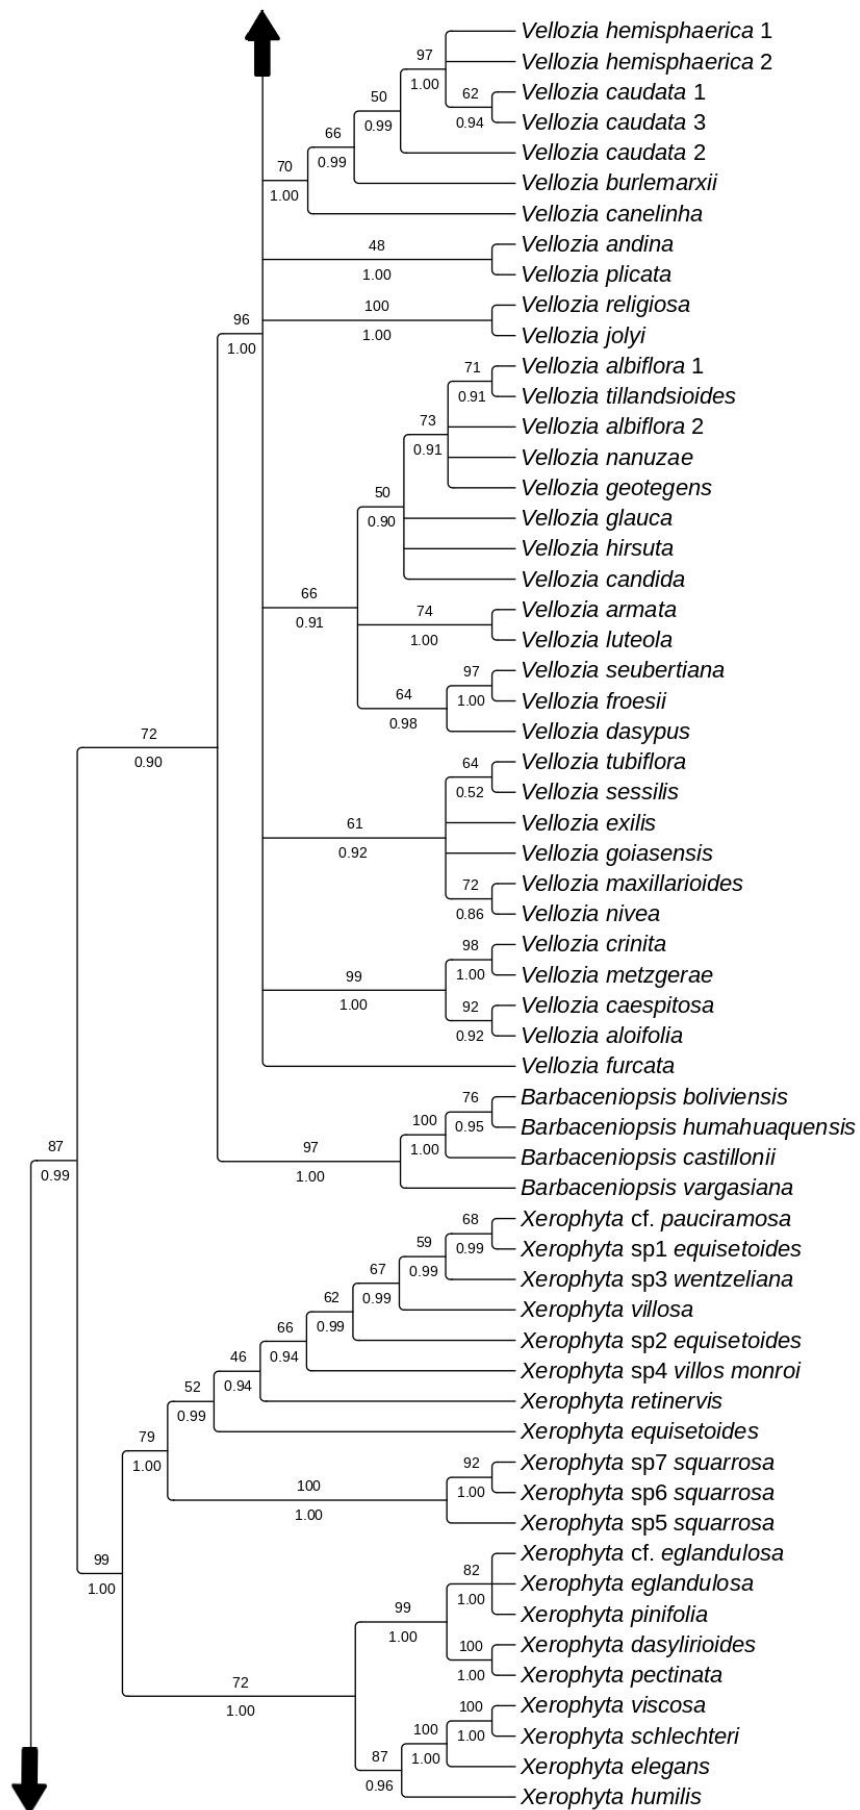 Vellozia hemisphaerica 1
97
Vellozia hemisphaerica 2
1.00
62
Vellozia caudata 1
50
0.94
Vellozia caudata 3
0.99
66
Vellozia caudata 2
0.99
70
Vellozia burlemarxii
1.00
Vellozia canelinha
48
Vellozia andina
1.00
Vellozia plicata
100
Vellozia religiosa
96
1.00
Vellozia jolyi
1.00
71
Vellozia albiflora 1
0.91
Vellozia tillandsioides
73
Vellozia albiflora 2
0.91
Vellozia nanuzae
50
Vellozia geotegens
0.90
Vellozia glauca
Vellozia hirsuta
66
Vellozia candida
0.91
74
Vellozia armata
1.00
Vellozia luteola
97
Vellozia seubertiana
64
1.00
Vellozia froesii
0.98
Vellozia dasypus
72
0.90
64
Vellozia tubiflora
0.52
Vellozia sessilis
61
Vellozia exilis
0.92
Vellozia goiasensis
72
Vellozia maxillarioides
0.86
Vellozia nivea
98
Vellozia crinita
99
1.00
Vellozia metzgerae
1.00
92
Vellozia caespitosa
0.92
Vellozia aloifolia
Vellozia furcata
76
Barbaceniopsis boliviensis
100
0.95
Barbaceniopsis humahuaquensis
87
97
1.00
Barbaceniopsis castillonii
0.99
1.00
Barbaceniopsis vargasiana
68
Xerophyta cf. pauciramosa
59
0.99
Xerophyta sp1 equisetoides
67
0.99
Xerophyta sp3 wentzeliana
62
0.99
Xerophyta villosa
66
0.99
Xerophyta sp2 equisetoides
46
0.94
Xerophyta sp4 villos monroi
52
0.94
Xerophyta retinervis
79
0.99
Xerophyta equisetoides
1.00
92
Xerophyta sp7 squarrosa
100
1.00
Xerophyta sp6 squarrosa
1.00
Xerophyta sp5 squarrosa
99
1.00
82
Xerophyta cf. eglandulosa
99
1.00
Xerophyta eglandulosa
1.00
Xerophyta pinifolia
100
Xerophyta dasylirioides
72
1.00
Xerophyta pectinata
1.00
100
Xerophyta viscosa
100
1.00
Xerophyta schlechteri
87
1.00
Xerophyta elegans
0.96
Xerophyta humilis